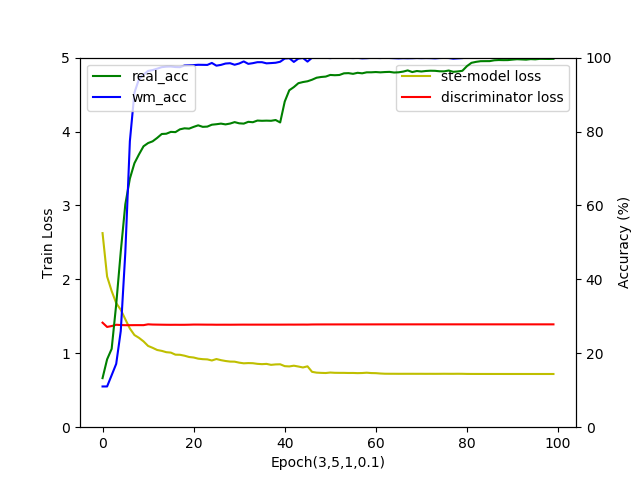 real_acc
wm_acc
ste-model loss
discriminator loss
5
4
3
2
1
0
Train Loss
100
80
60
40
20
0
Accuracy (%)
0 20 40 60 80 100
Epoch(3,5,1,0.1)